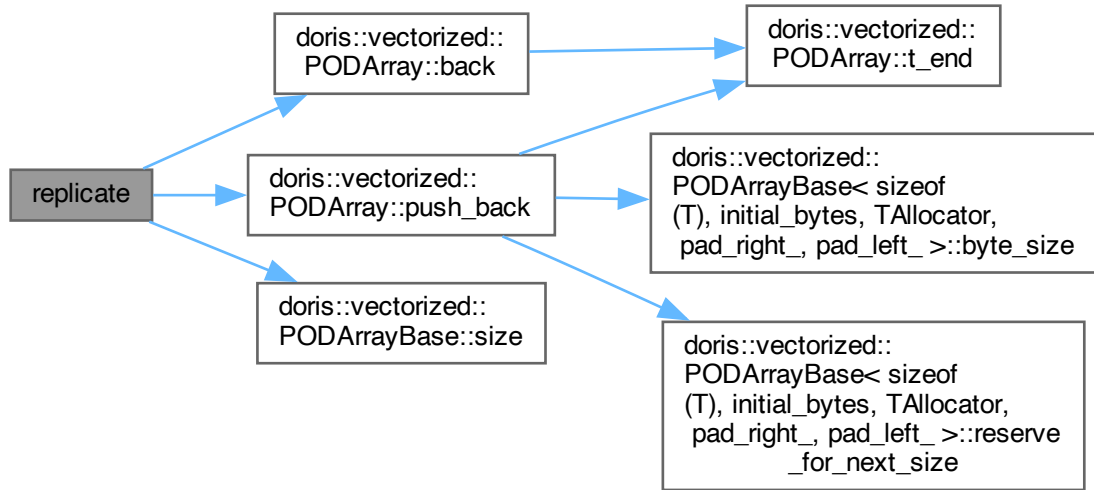 replicate
doris::vectorized::
PODArray::back
doris::vectorized::
PODArray::push_back
doris::vectorized::
PODArrayBase::size
doris::vectorized::
PODArray::t_end
doris::vectorized::
PODArrayBase< sizeof
(T), initial_bytes, TAllocator,
pad_right_, pad_left_ >::byte_size
doris::vectorized::
PODArrayBase< sizeof
(T), initial_bytes, TAllocator,
pad_right_, pad_left_ >::reserve
_for_next_size